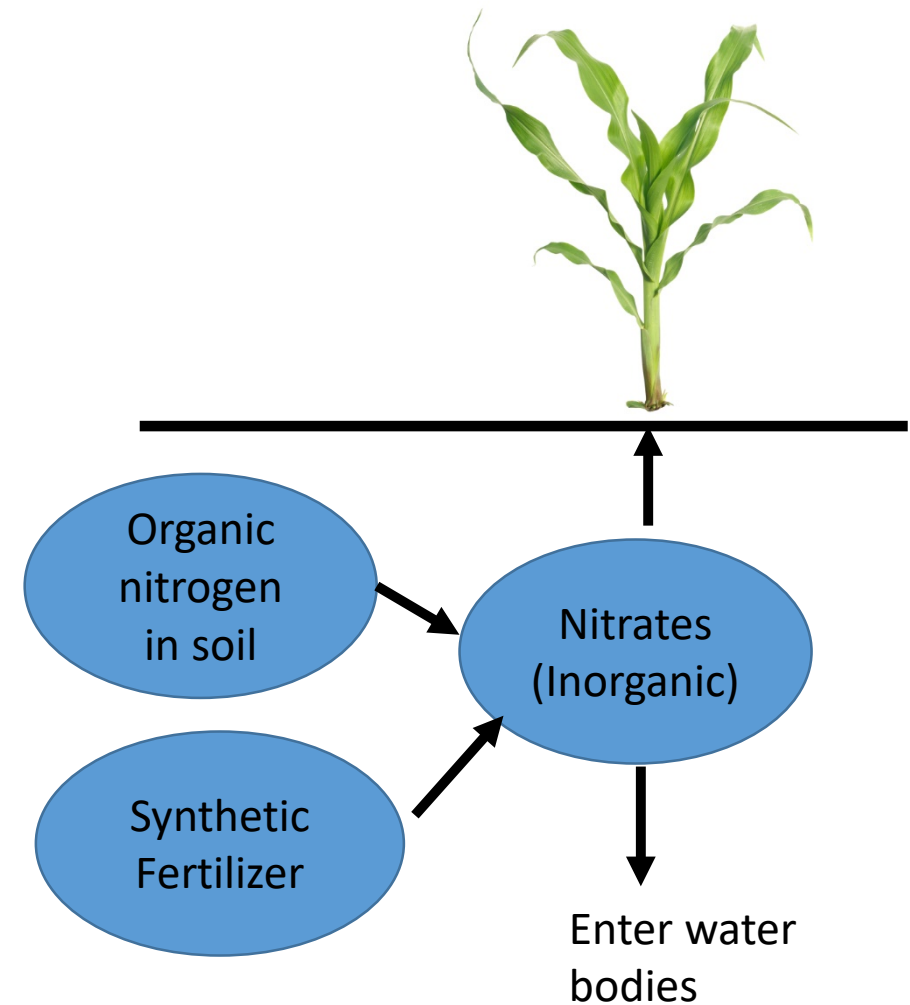 Organic
nitrogen
in soil
Nitrates
(Inorganic)
Synthetic
Fertilizer
Enter water
bodies